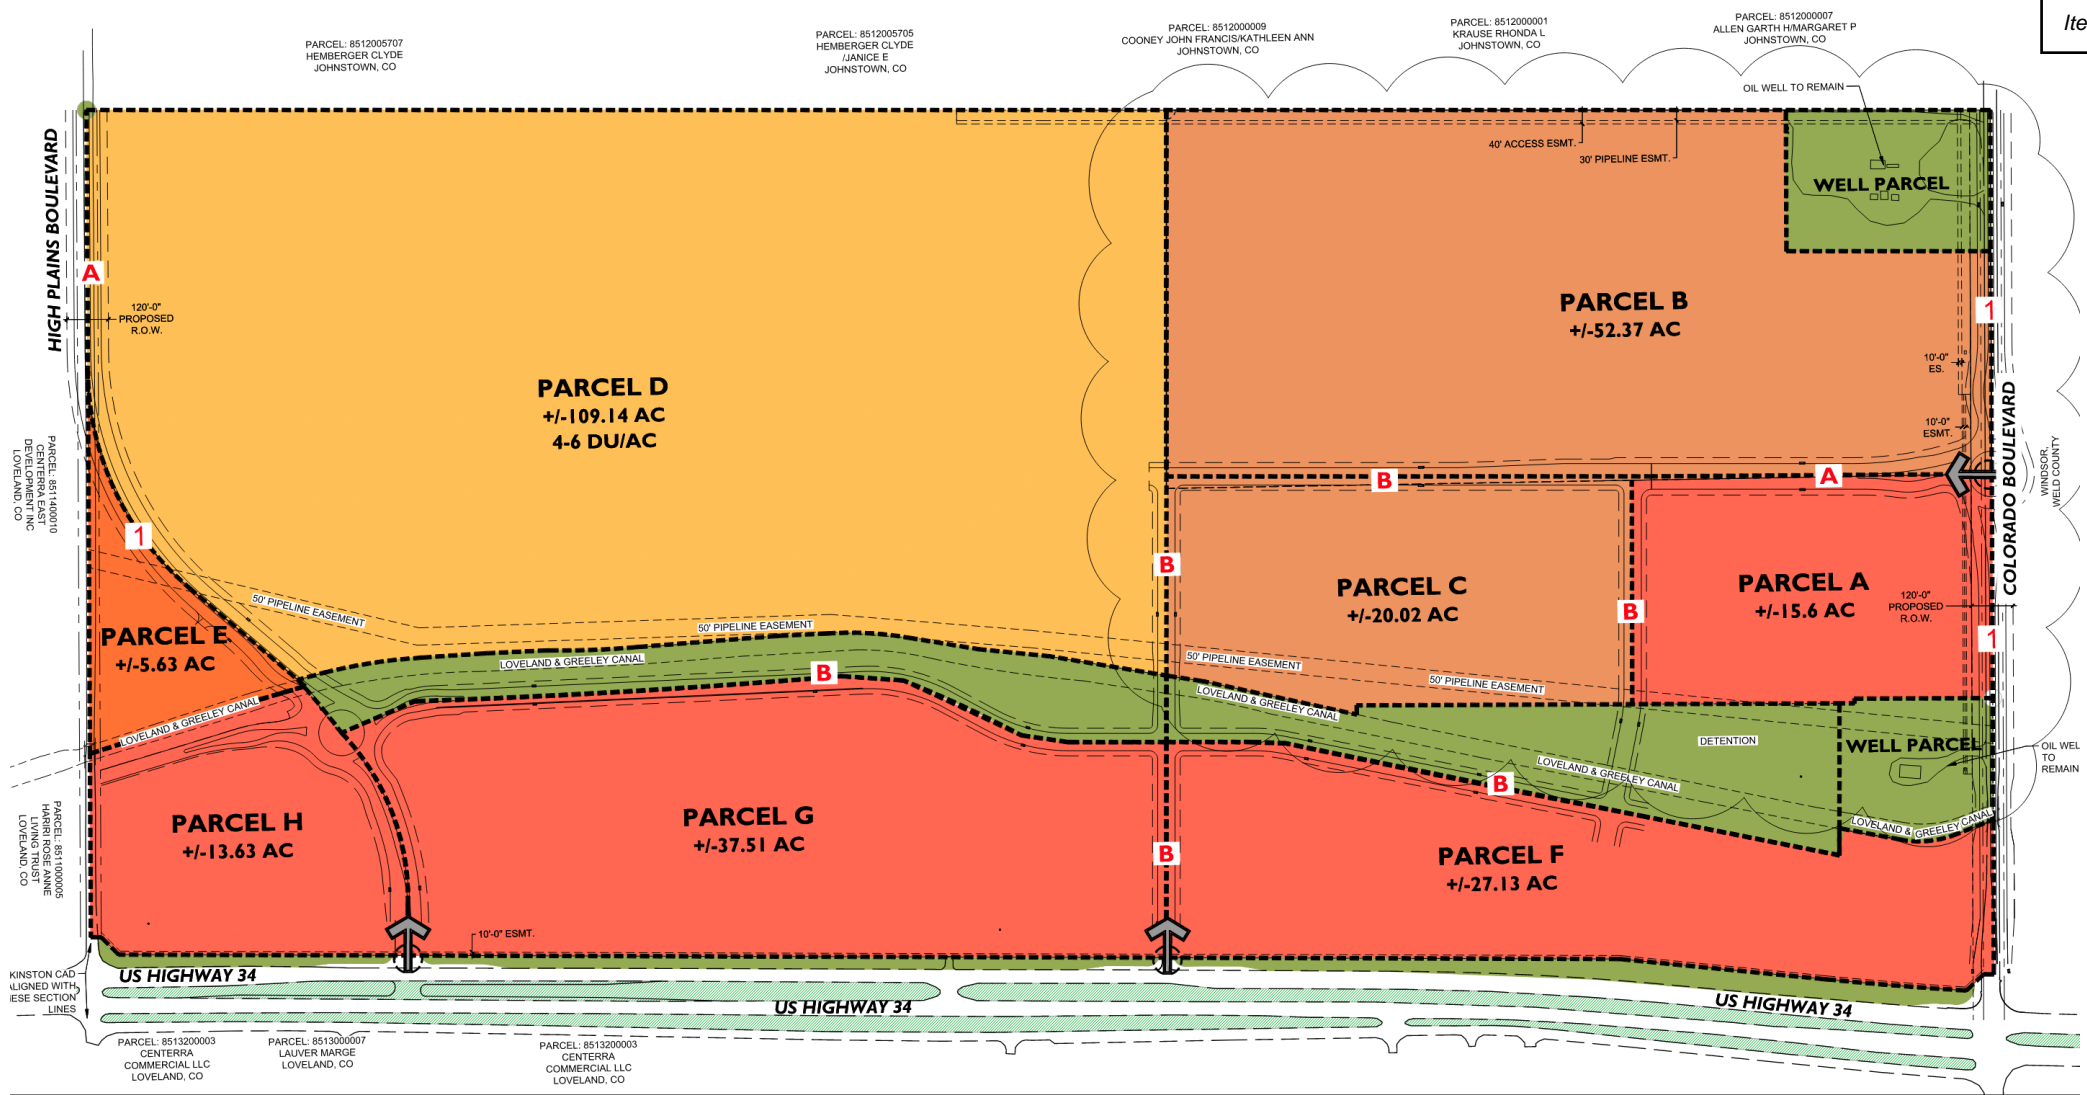 Ite
PARCEL: 8512005707
HEMBERGER CLYDE
JOHNSTOWN, CO
PARCEL: 8512005705
HEMBERGER CLYDE
/JANICE E
JOHNSTOWN, CO
PARCEL: 8512000009
COONEY JOHN FRANCIS/KATHLEEN ANN
JOHNSTOWN, CO
PARCEL: 8512000001
KRAUSE RHONDA L
JOHNSTOWN, CO
PARCEL: 8512000007
ALLEN GARTH H/MARGARET P
JOHNSTOWN, CO
OIL WELL TO REMAIN
40' ACCESS ESMT.
30' PIPELINE ESMT.
WELL PARCEL
HIGH PLAINS BOULEVARD
A
120'-0"
PROPOSED
R.O.W.
PARCEL B
+/-52.37 AC
1
10'-0"
ES.
10'-0"
ESMT.
COLORADO BOULEVARD
WINDSOR,
WELD COUNTY
PARCEL D
+/-109.14 AC
4-6 DU/AC
B
A
PARCEL: 8511400010
CENTERRA EAST
DEVELOPMENT INC
LOVELAND, CO
1
B
PARCEL C
+/-20.02 AC
B
PARCEL A
+/-15.6 AC
120'-0"
PROPOSED
R.O.W.
1
50' PIPELINE EASEMENT
50' PIPELINE EASEMENT
50' PIPELINE EASEMENT
50' PIPELINE EASEMENT
PARCEL E
+/-5.63 AC
LOVELAND & GREELEY CANAL
B
LOVELAND & GREELEY CANAL
LOVELAND & GREELEY CANAL
DETENTION
WELL PARCEL
OIL WEL
TO
REMAIN
LOVELAND & GREELEY CANAL
B
LOVELAND & GREELEY CANAL
PARCEL: 8511000005
HARIRI ROSE ANNE
LIVING TRUST
LOVELAND, CO
PARCEL H
+/-13.63 AC
PARCEL G
+/-37.51 AC
B
PARCEL F
+/-27.13 AC
10'-0" ESMT.
KINSTON CAD
ALIGNED WITH
ESE SECTION
LINES
US HIGHWAY 34
US HIGHWAY 34
US HIGHWAY 34
PARCEL: 8513200003
CENTERRA
COMMERCIAL LLC
LOVELAND, CO
PARCEL: 8513000007
LAUVER MARGE
LOVELAND, CO
PARCEL: 8513200003
CENTERRA
COMMERCIAL LLC
LOVELAND, CO